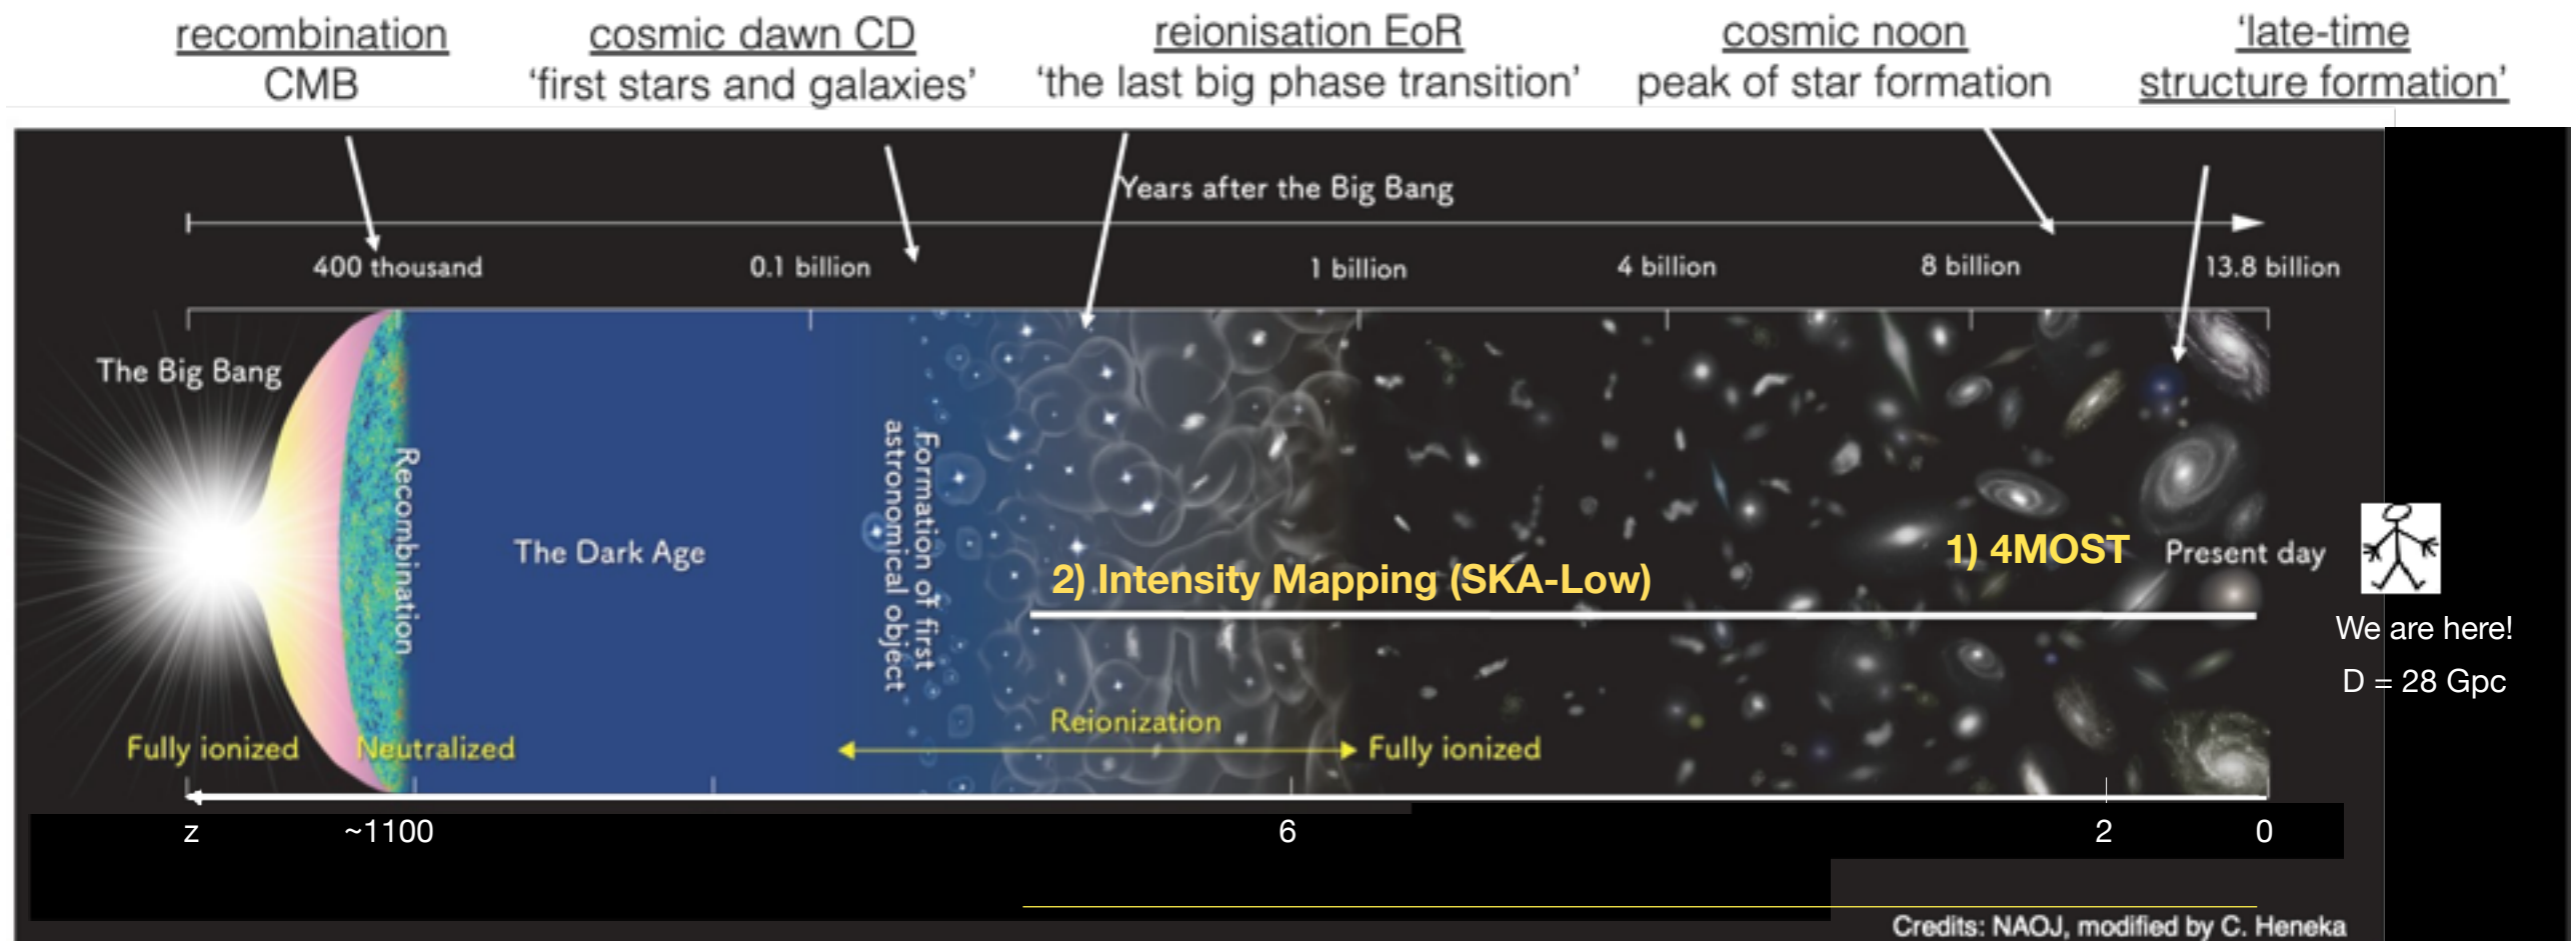 recombination
CMB
cosmic dawn CD
‘first stars and galaxies’
reionisation EoR
‘the last big phase transition’
cosmic noon
peak of star formation
‘late-time
structure formation’
Years after the Big Bang
400 thousand
0.1 billion
1 billion
4 billion
8 billion
13.8 billion
The Big Bang
Recombination
The Dark Age
Formation of first
astronomical object
2) Intensity Mapping (SKA-Low)
1) 4MOST
Present day
We are here!
D = 28 Gpc
Fully ionized
Neutralized
Reionization
Fully ionized
z
~1100
6
2
0
Credits: NAOJ, modified by C. Heneka